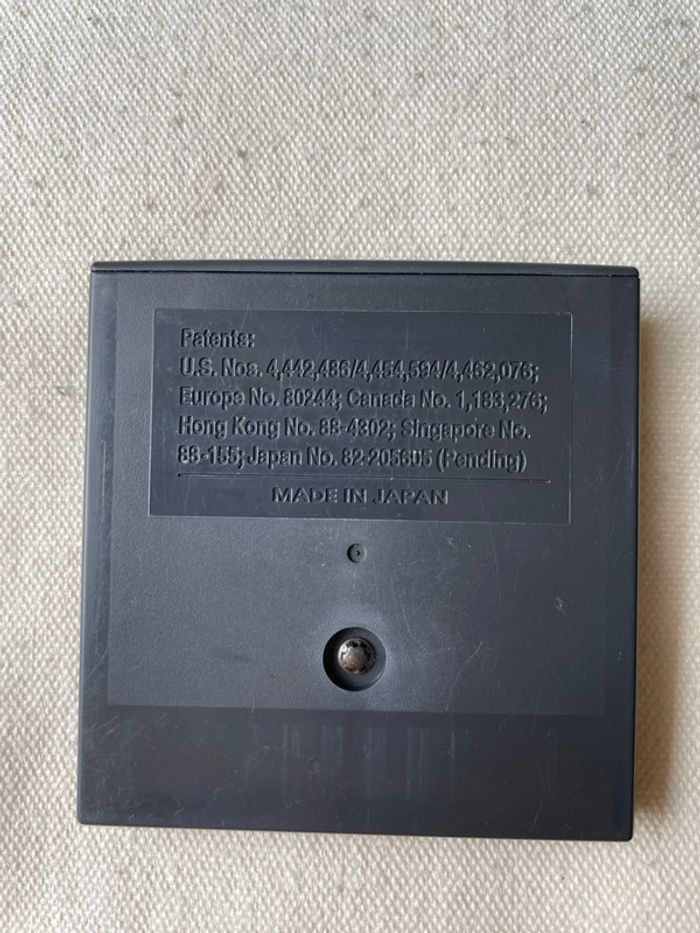 Patents:
U.S. Nos. 4,442,486/4,454,594/4,462,076;
Europe No. 80244; Canada No. 1,183,276;
Hong Kong No. 88-4302; Singapore No.
88-155; Japan No. 82-205605 (Pending)
MADE IN JAPAN